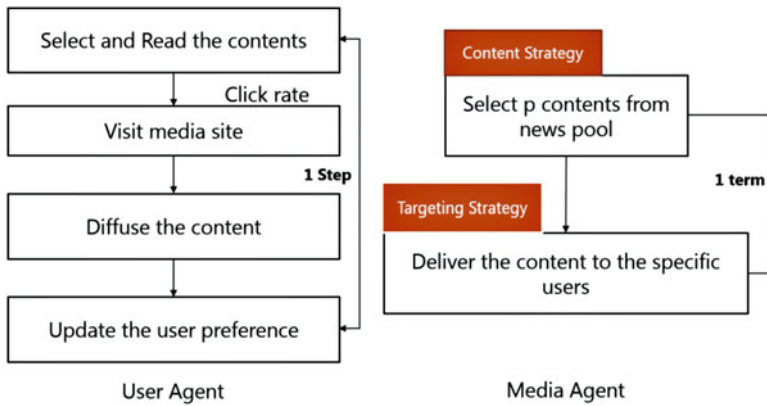 Select and Read the contents
Click rate
Visit media site
1 Step
Diffuse the content
Update the user preference
User Agent
Content Strategy
Select p contents from
news pool
1 term
Targeting Strategy
Deliver the content to the specific
users
Media Agent